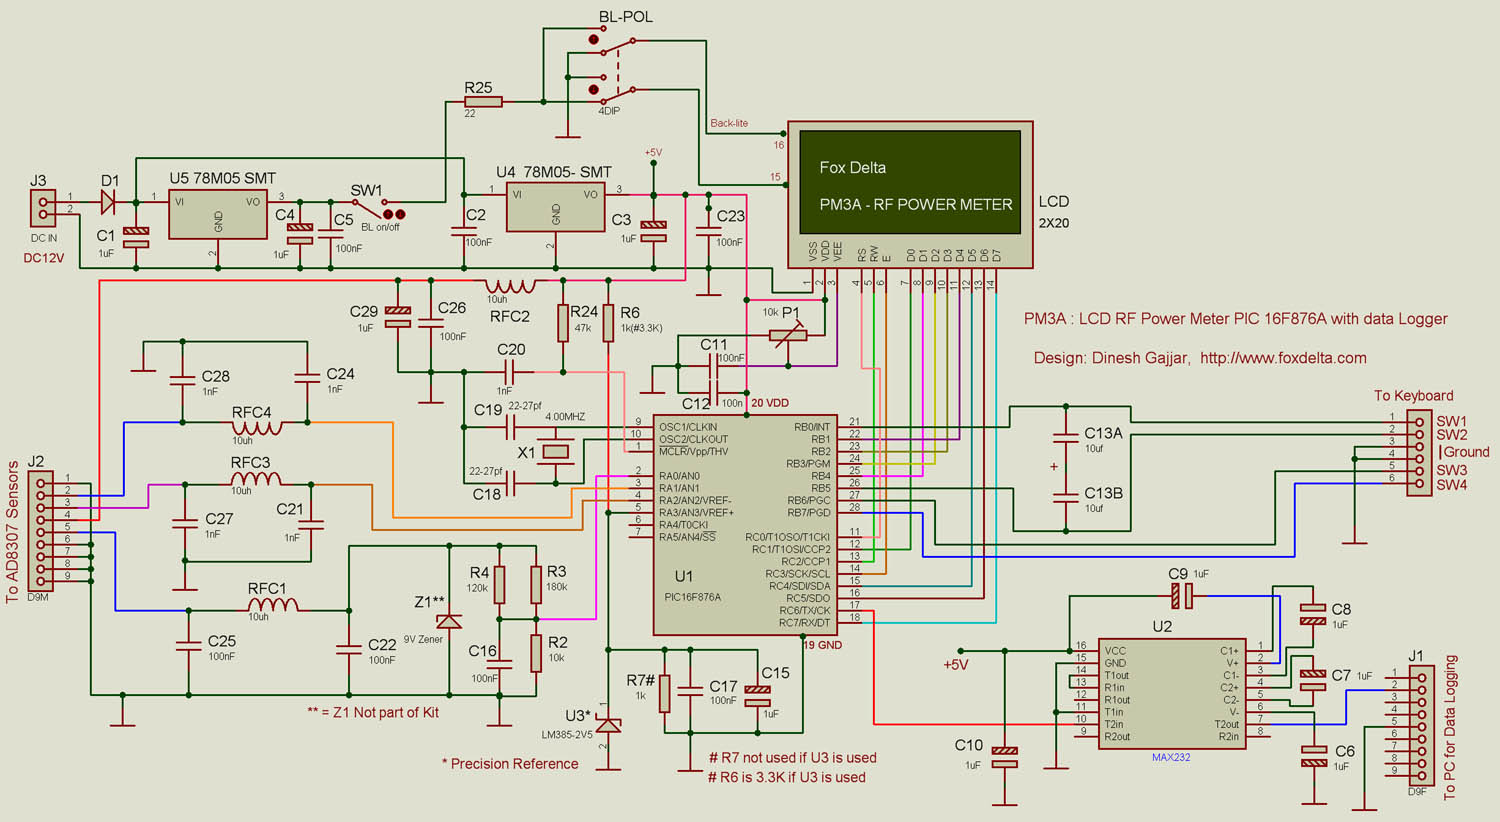 BL-POL
4DIP
R25
22
Back-lite
16
15
Fox Delta
PM3A - RF POWER METER
LCD
2X20
VSS
VDD
VEE
RS
RW
E
D0
D1
D2
D3
D4
D5
D6
D7
1
2
3
4
5
6
7
8
9
10
11
12
13
14
J3
1
2
DC IN
DC12V
D1
C1
1uF
U5 78M05 SMT
1
VI
VO
3
GND
2
C4
1uF
C5
100nF
SW1
BL on/off
C2
100nF
U4 78M05- SMT
1
VI
VO
3
GND
2
+5V
C3
1uF
C23
100nF
C29
1uF
C26
100nF
10uh
RFC2
R24
47k
R6
1k(#3.3K)
10k
P1
C11
100nF
C12
100n
20 VDD
PM3A : LCD RF Power Meter PIC 16F876A with data Logger
Design: Dinesh Gajjar, http://www.foxdelta.com
C28
1nF
C24
1nF
RFC4
10uh
RFC3
10uh
C27
1nF
C21
1nF
RFC1
10uh
C25
100nF
C22
100nF
C20
1nF
C19
22-27pf
4.00MHZ
X1
22-27pf
C18
To AD8307 Sensors
J2
1
2
3
4
5
6
7
8
9
D9M
9
OSC1/CLKIN
10
OSC2/CLKOUT
1
MCLR/Vpp/THV
2
RA0/AN0
3
RA1/AN1
4
RA2/AN2/VREF-
5
RA3/AN3/VREF+
6
RA4/T0CKI
7
RA5/AN4/SS
U1
PIC16F876A
RB0/INT
21
RB1
22
RB2
23
RB3/PGM
24
RB4
25
RB5
26
RB6/PGC
27
RB7/PGD
28
RC0/T1OSO/T1CKI
11
RC1/T1OSI/CCP2
12
RC2/CCP1
13
RC3/SCK/SCL
14
RC4/SDI/SDA
15
RC5/SDO
16
RC6/TX/CK
17
RC7/RX/DT
18
19 GND
Z1**
9V Zener
R4
120k
R3
180k
C16
100nF
R2
10k
** = Z1 Not part of Kit
R7#
1k
C17
100nF
C15
1uF
U3*
LM385-2V5
1
2
* Precision Reference
# R7 not used if U3 is used
# R6 is 3.3K if U3 is used
To Keyboard
1
2
3
4
5
6
SW1
SW2
Ground
SW3
SW4
C13A
10uf
+
C13B
10uf
C9
1uF
C8
1uF
C7
1uF
C6
1uF
C10
1uF
+5V
U2
16
VCC
15
GND
14
T1out
13
R1in
12
R1out
11
T1in
10
T2in
9
R2out
C1+
1
V+
2
C1-
3
C2+
4
C2-
5
V-
6
T2out
7
R2in
8
MAX232
J1
1
2
3
4
5
6
7
8
9
D9F
To PC for Data Logging